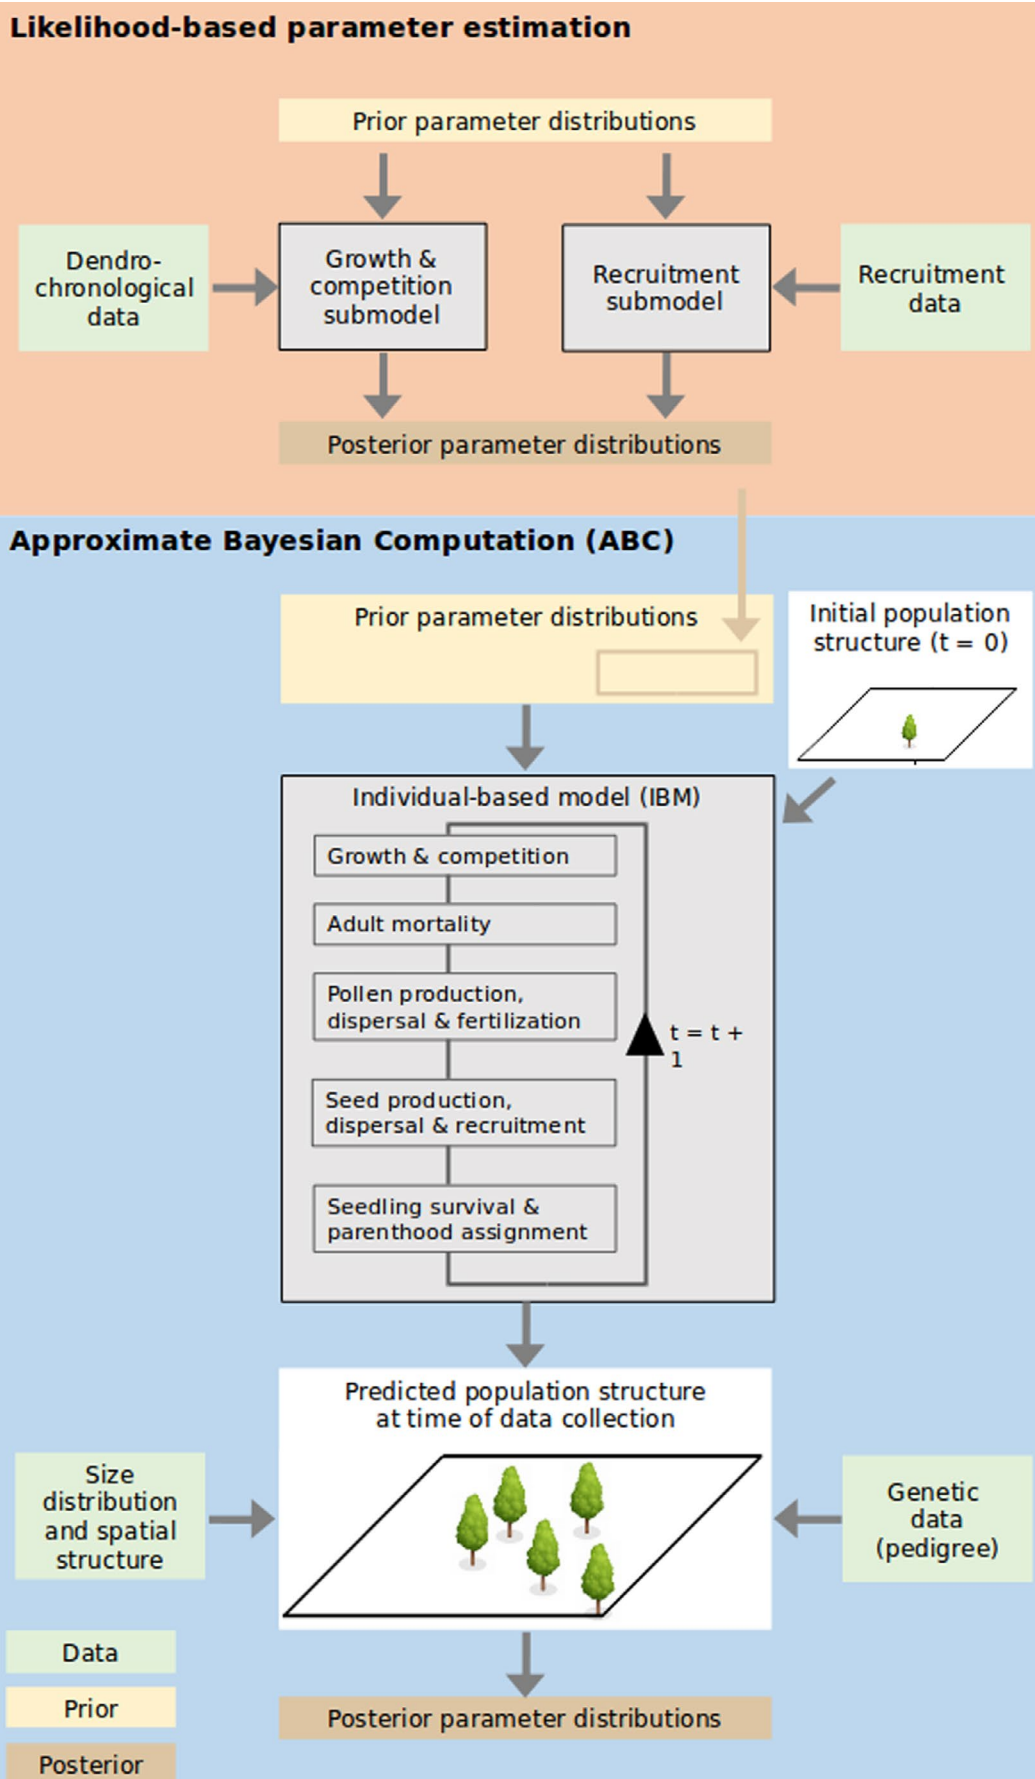 Likelihood-based parameter estimation
Prior parameter distributions
Dendro-
chronological
data
Growth &
competition
submodel
Recruitment
submodel
Recruitment
data
Posterior parameter distributions
Approximate Bayesian Computation (ABC)
Prior parameter distributions
Initial population
structure (t = 0)
Individual-based model (IBM)
Growth & competition
Adult mortality
Pollen production,
dispersal & fertilization
t = t +
1
Seed production,
dispersal & recruitment
Seedling survival &
parenthood assignment
Predicted population structure
at time of data collection
Size
distribution
and spatial
structure
Genetic
data
(pedigree)
Data
Prior
Posterior
Posterior parameter distributions